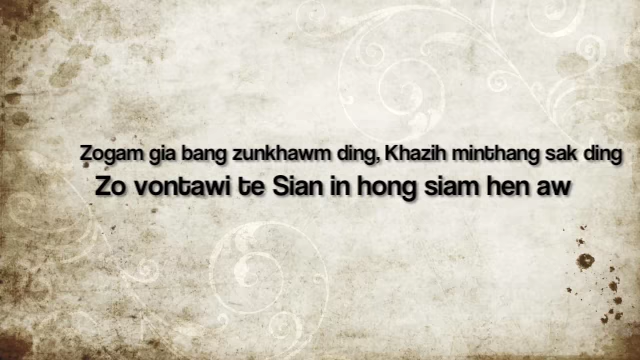 Zogam gia bang zunkhawm ding, Khazih minthang sak ding
Zo vontawi te Sian in hong siam hen aw